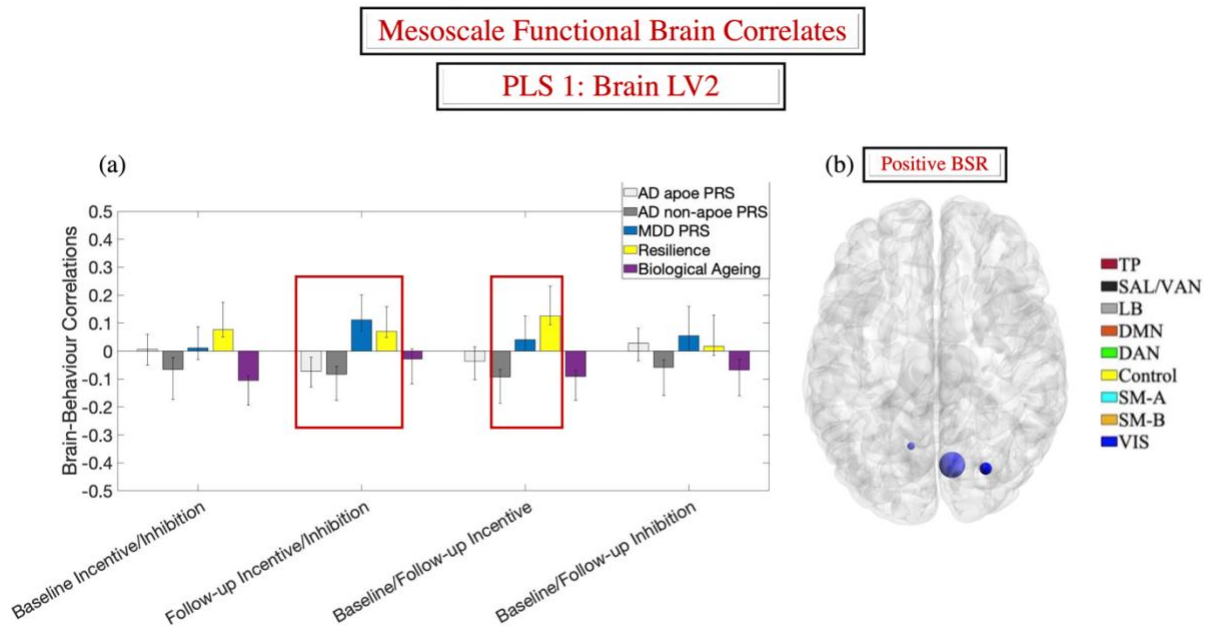 Mesoscale Functional Brain Correlates
PLS 1: Brain LV2
(a)
AD apoe PRS
AD non-apoe PRS
MDD PRS
Resilience
Biological Ageing
Brain-Behaviour Correlations
0.5
0.4
0.3
0.2
0.1
0
-0.1
-0.2
-0.3
-0.4
-0.5
Baseline Incentive/Inhibition
Follow-up Incentive/Inhibition
Baseline/Follow-up Incentive
Baseline/Follow-up Inhibition
(b)
Positive BSR
TP
SAL/VAN
LB
DMN
DAN
Control
SM-A
SM-B
VIS